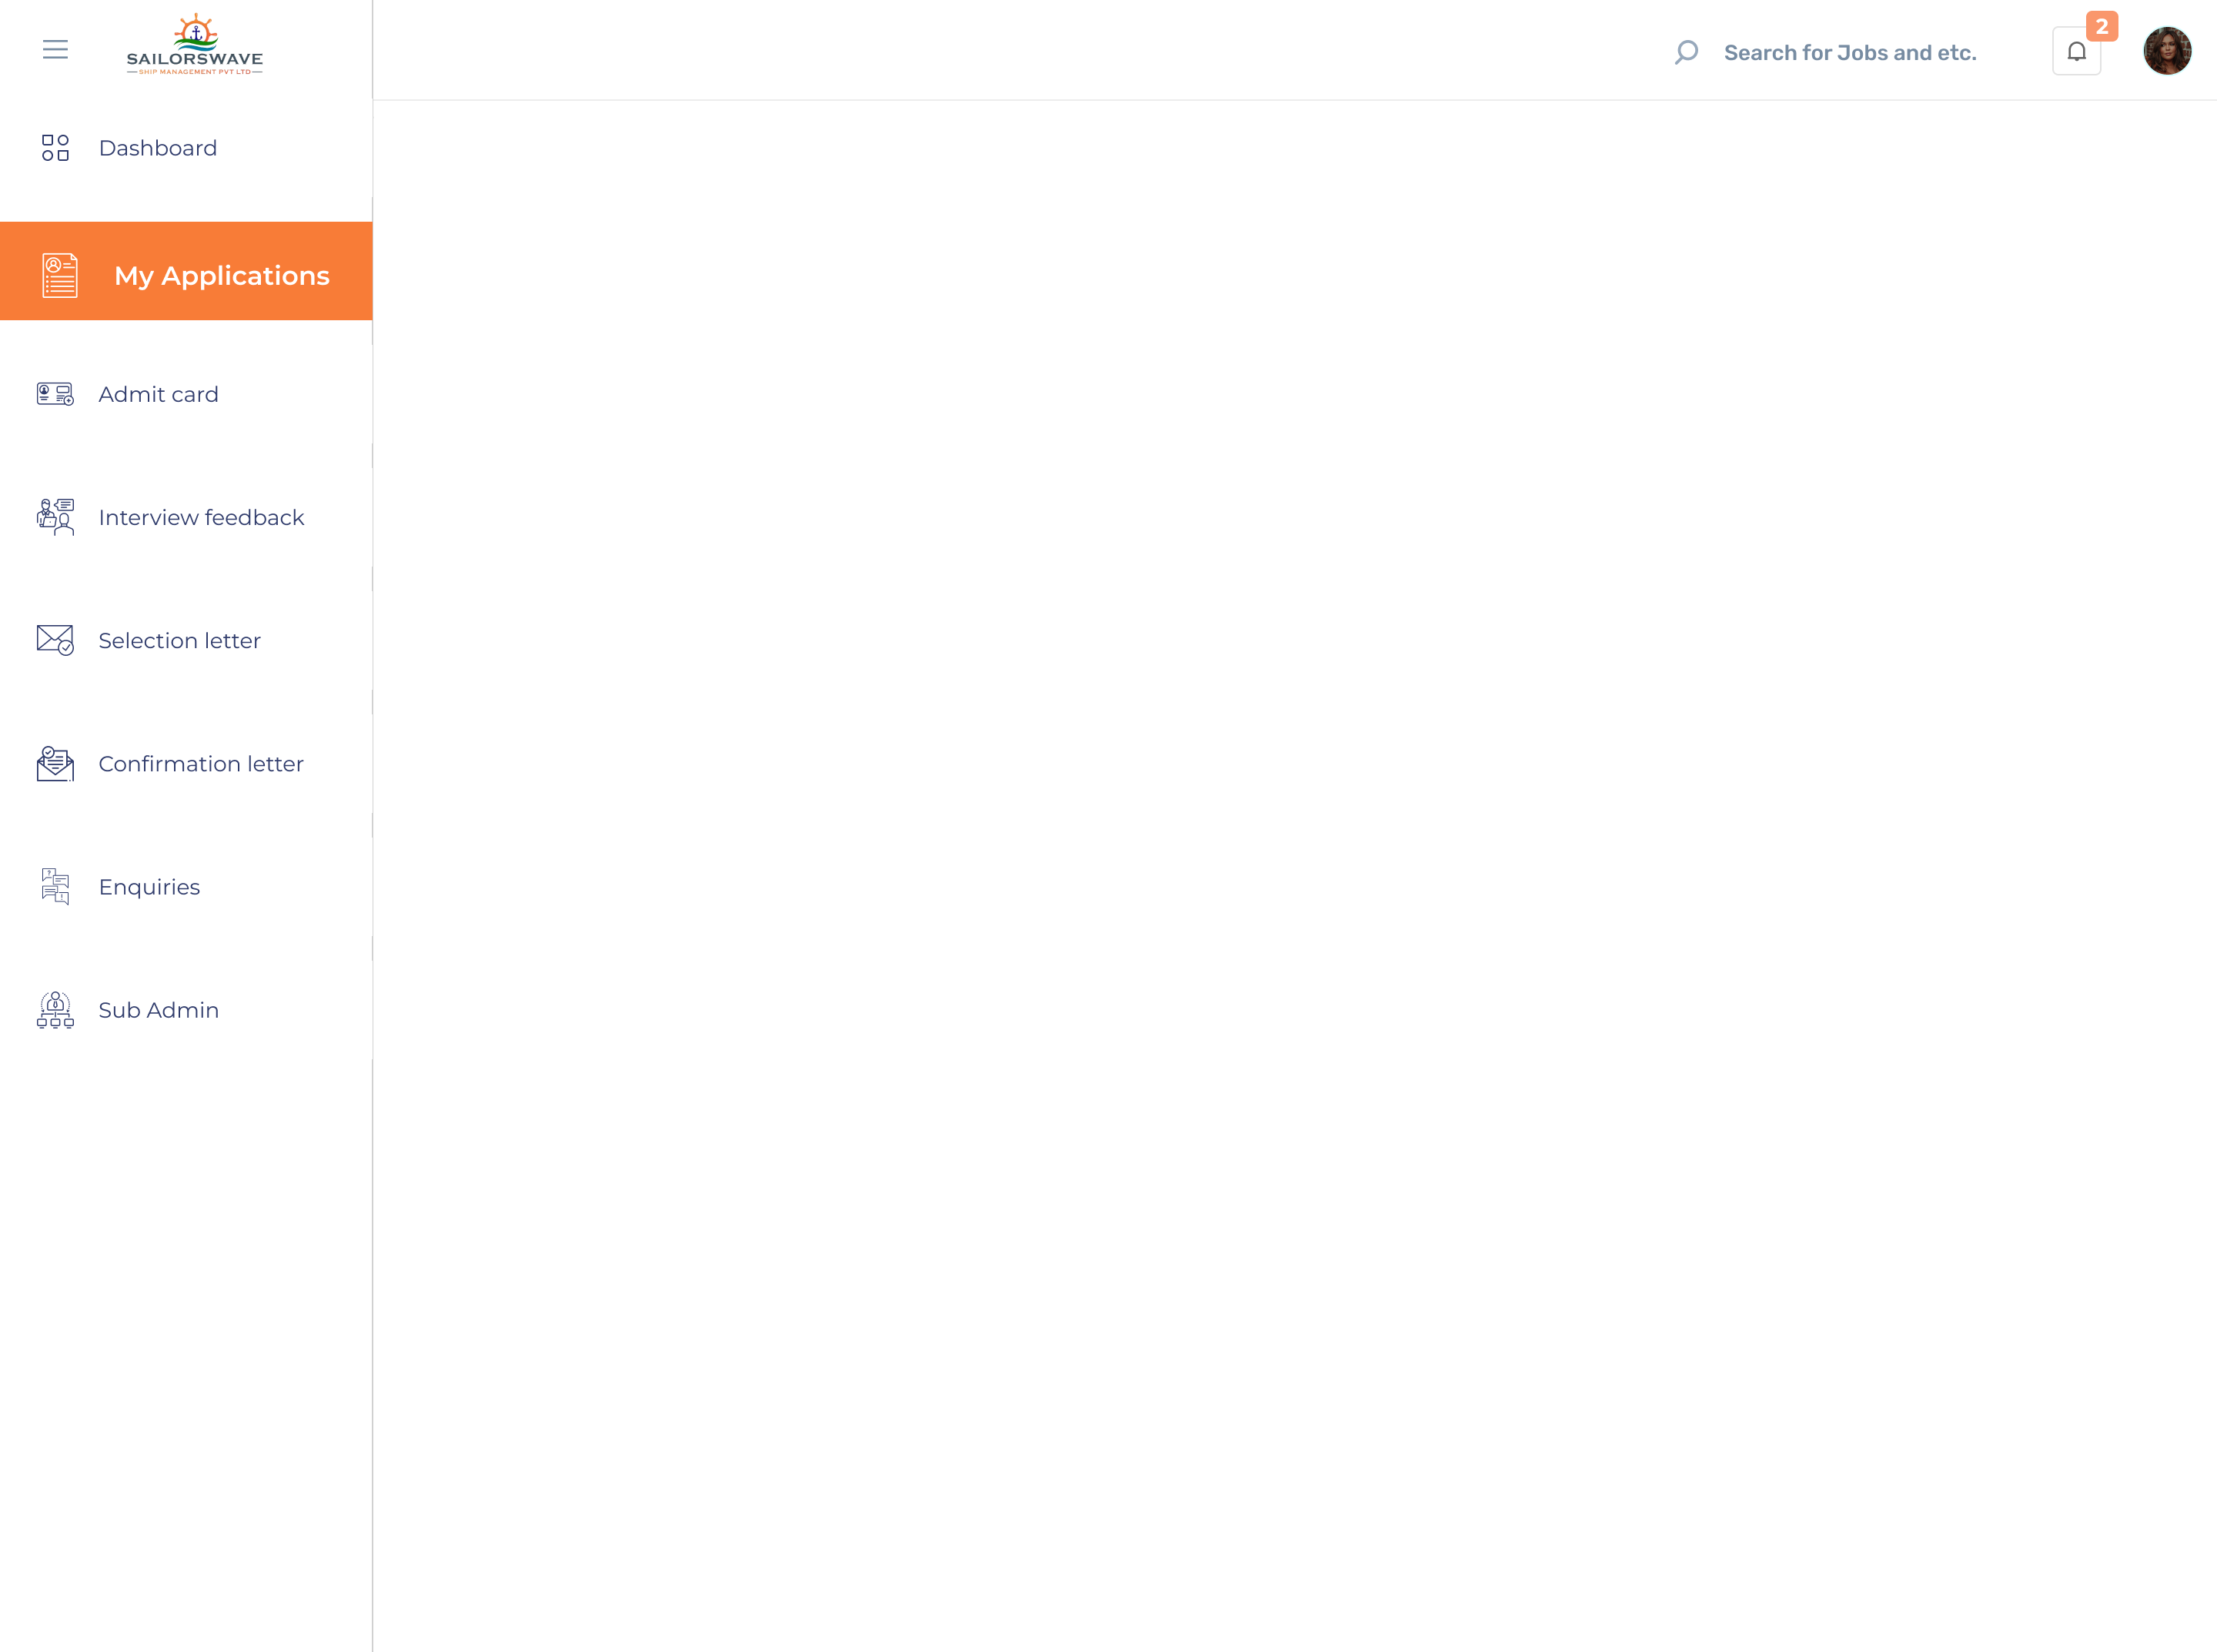 SAILORSWAVE
SHIP MANAGEMENT PVT LTD
Search for Jobs and etc.
2
Dashboard
My Applications
Admit card
Interview feedback
Selection letter
Confirmation letter
Enquiries
Sub Admin